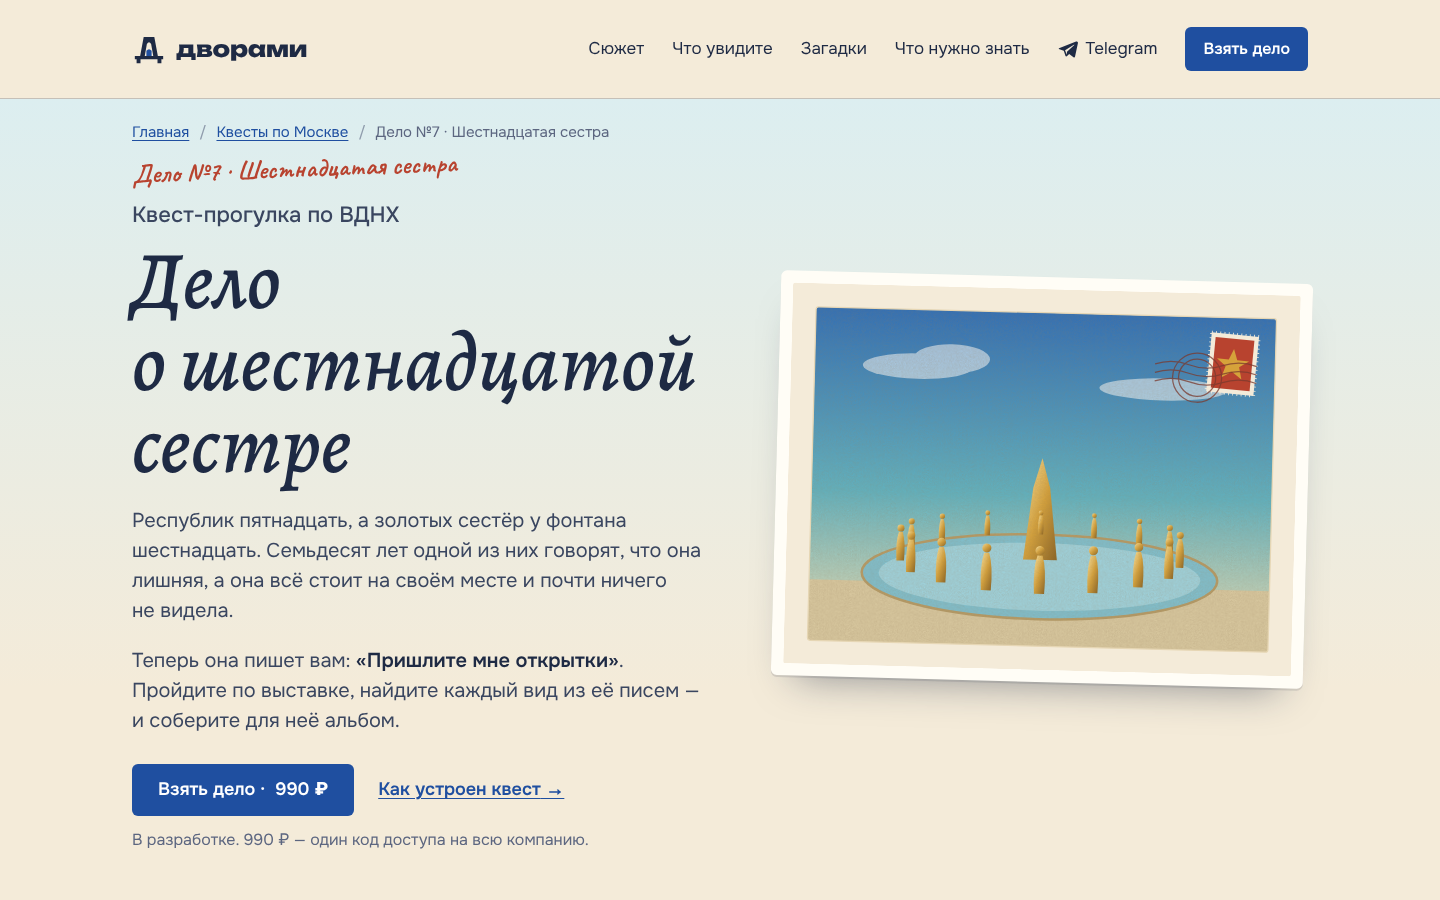 дворами
Сюжет
Что увидите
Загадки
Что нужно знать
Telegram
Взять дело
Главная / Квесты по Москве / Дело №7 · Шестнадцатая сестра
Дело №7 · Шестнадцатая сестра
Квест-прогулка по ВДНХ
Дело
о шестнадцатой
сестре
Республик пятнадцать, а золотых сестёр у фонтана
шестнадцать. Семьдесят лет одной из них говорят, что она
лишняя, а она всё стоит на своём месте и почти ничего
не видела.
Теперь она пишет вам: «Пришлите мне открытки».
Пройдите по выставке, найдите каждый вид из её писем —
и соберите для неё альбом.
Взять дело · 990 ₽
Как устроен квест →
В разработке. 990 ₽ — один код доступа на всю компанию.